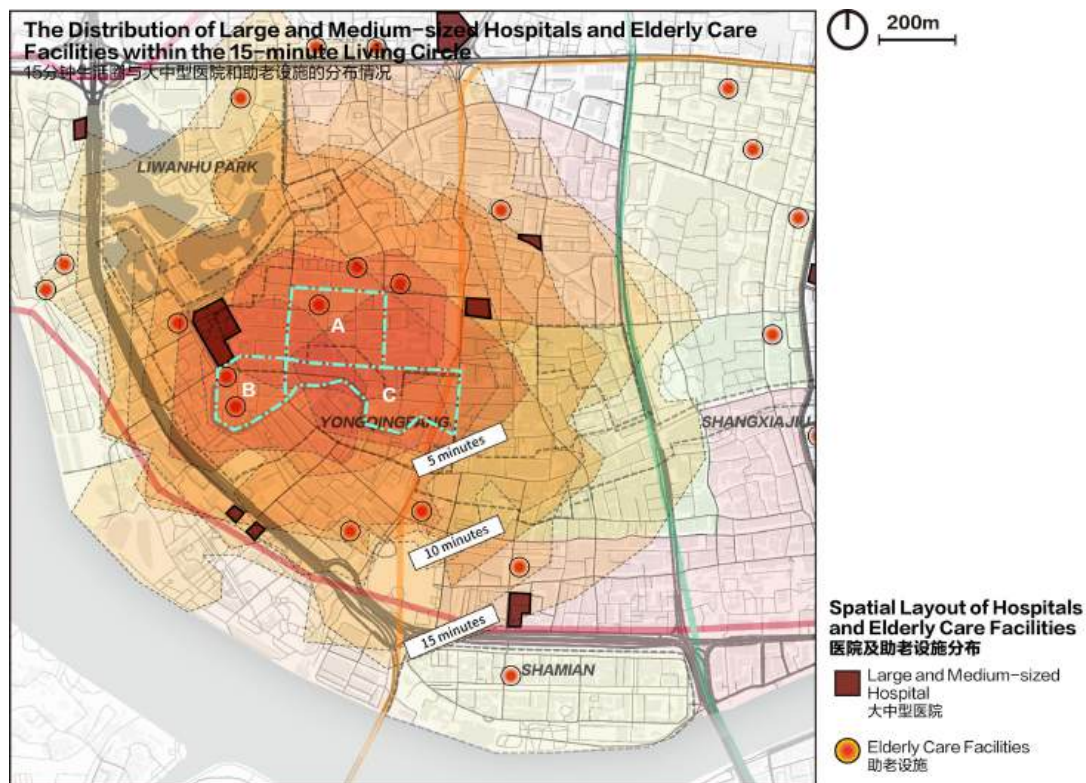 The Distribution of Large and Medium-sized Hospitals and Elderly Care
Facilities within the 15-minute Living Circle
15分钟生活圈与大中型医院和助老设施的分布情况
200m
LIWANHU PARK
A
B
C
YONGQINGFANG
SHANGXIAJIU
5 minutes
10 minutes
15 minutes
SHAMIAN
Spatial Layout of Hospitals
and Elderly Care Facilities
医院及助老设施分布
Large and Medium-sized
Hospital
大中型医院
Elderly Care Facilities
助老设施